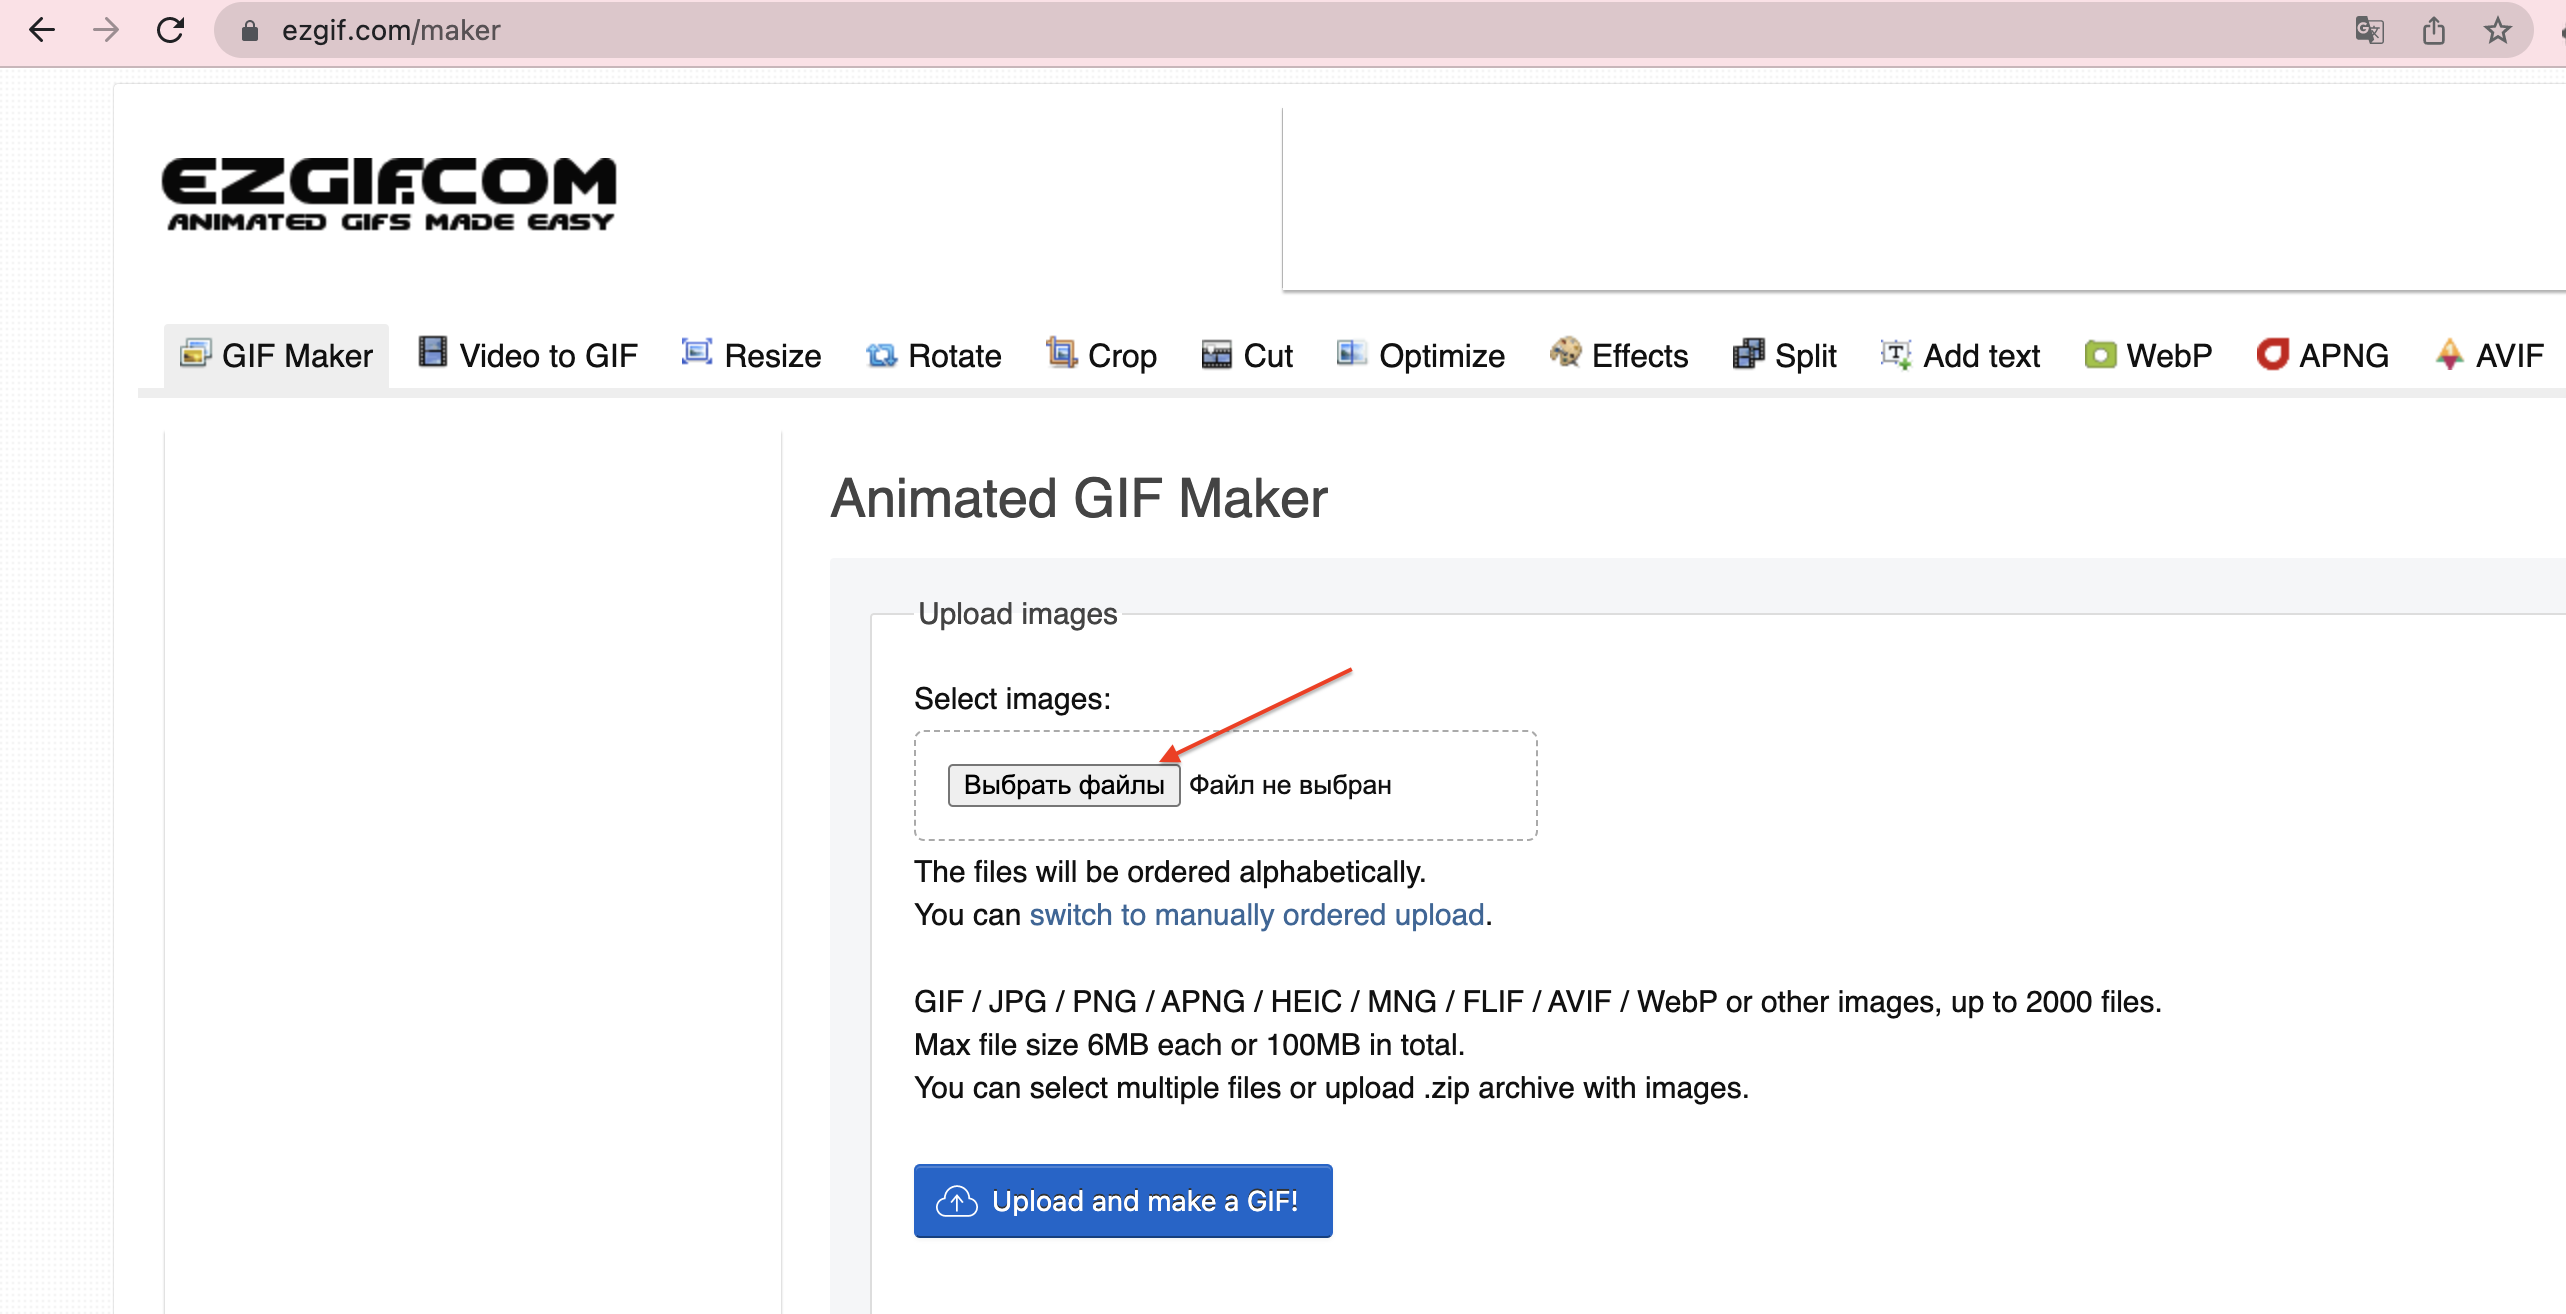 ezgif.com/maker
EZGIF.COM
ANIMATED GIFS MADE EASY
GIF Maker Video to GIF Resize Rotate Crop Cut Optimize Effects Split Add text WebP APNG AVIF
Animated GIF Maker
Upload images
Select images:
Выбрать файлы Файл не выбран
The files will be ordered alphabetically.
You can switch to manually ordered upload.
GIF / JPG / PNG / APNG / HEIC / MNG / FLIF / AVIF / WebP or other images, up to 2000 files.
Max file size 6MB each or 100MB in total.
You can select multiple files or upload .zip archive with images.
Upload and make a GIF!